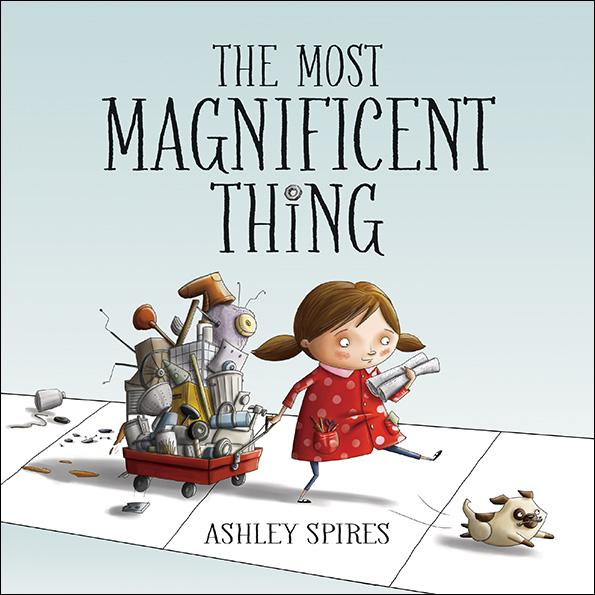 THE MOST
MAGNIFICENT
THiNG
ASHLEY SPIRES